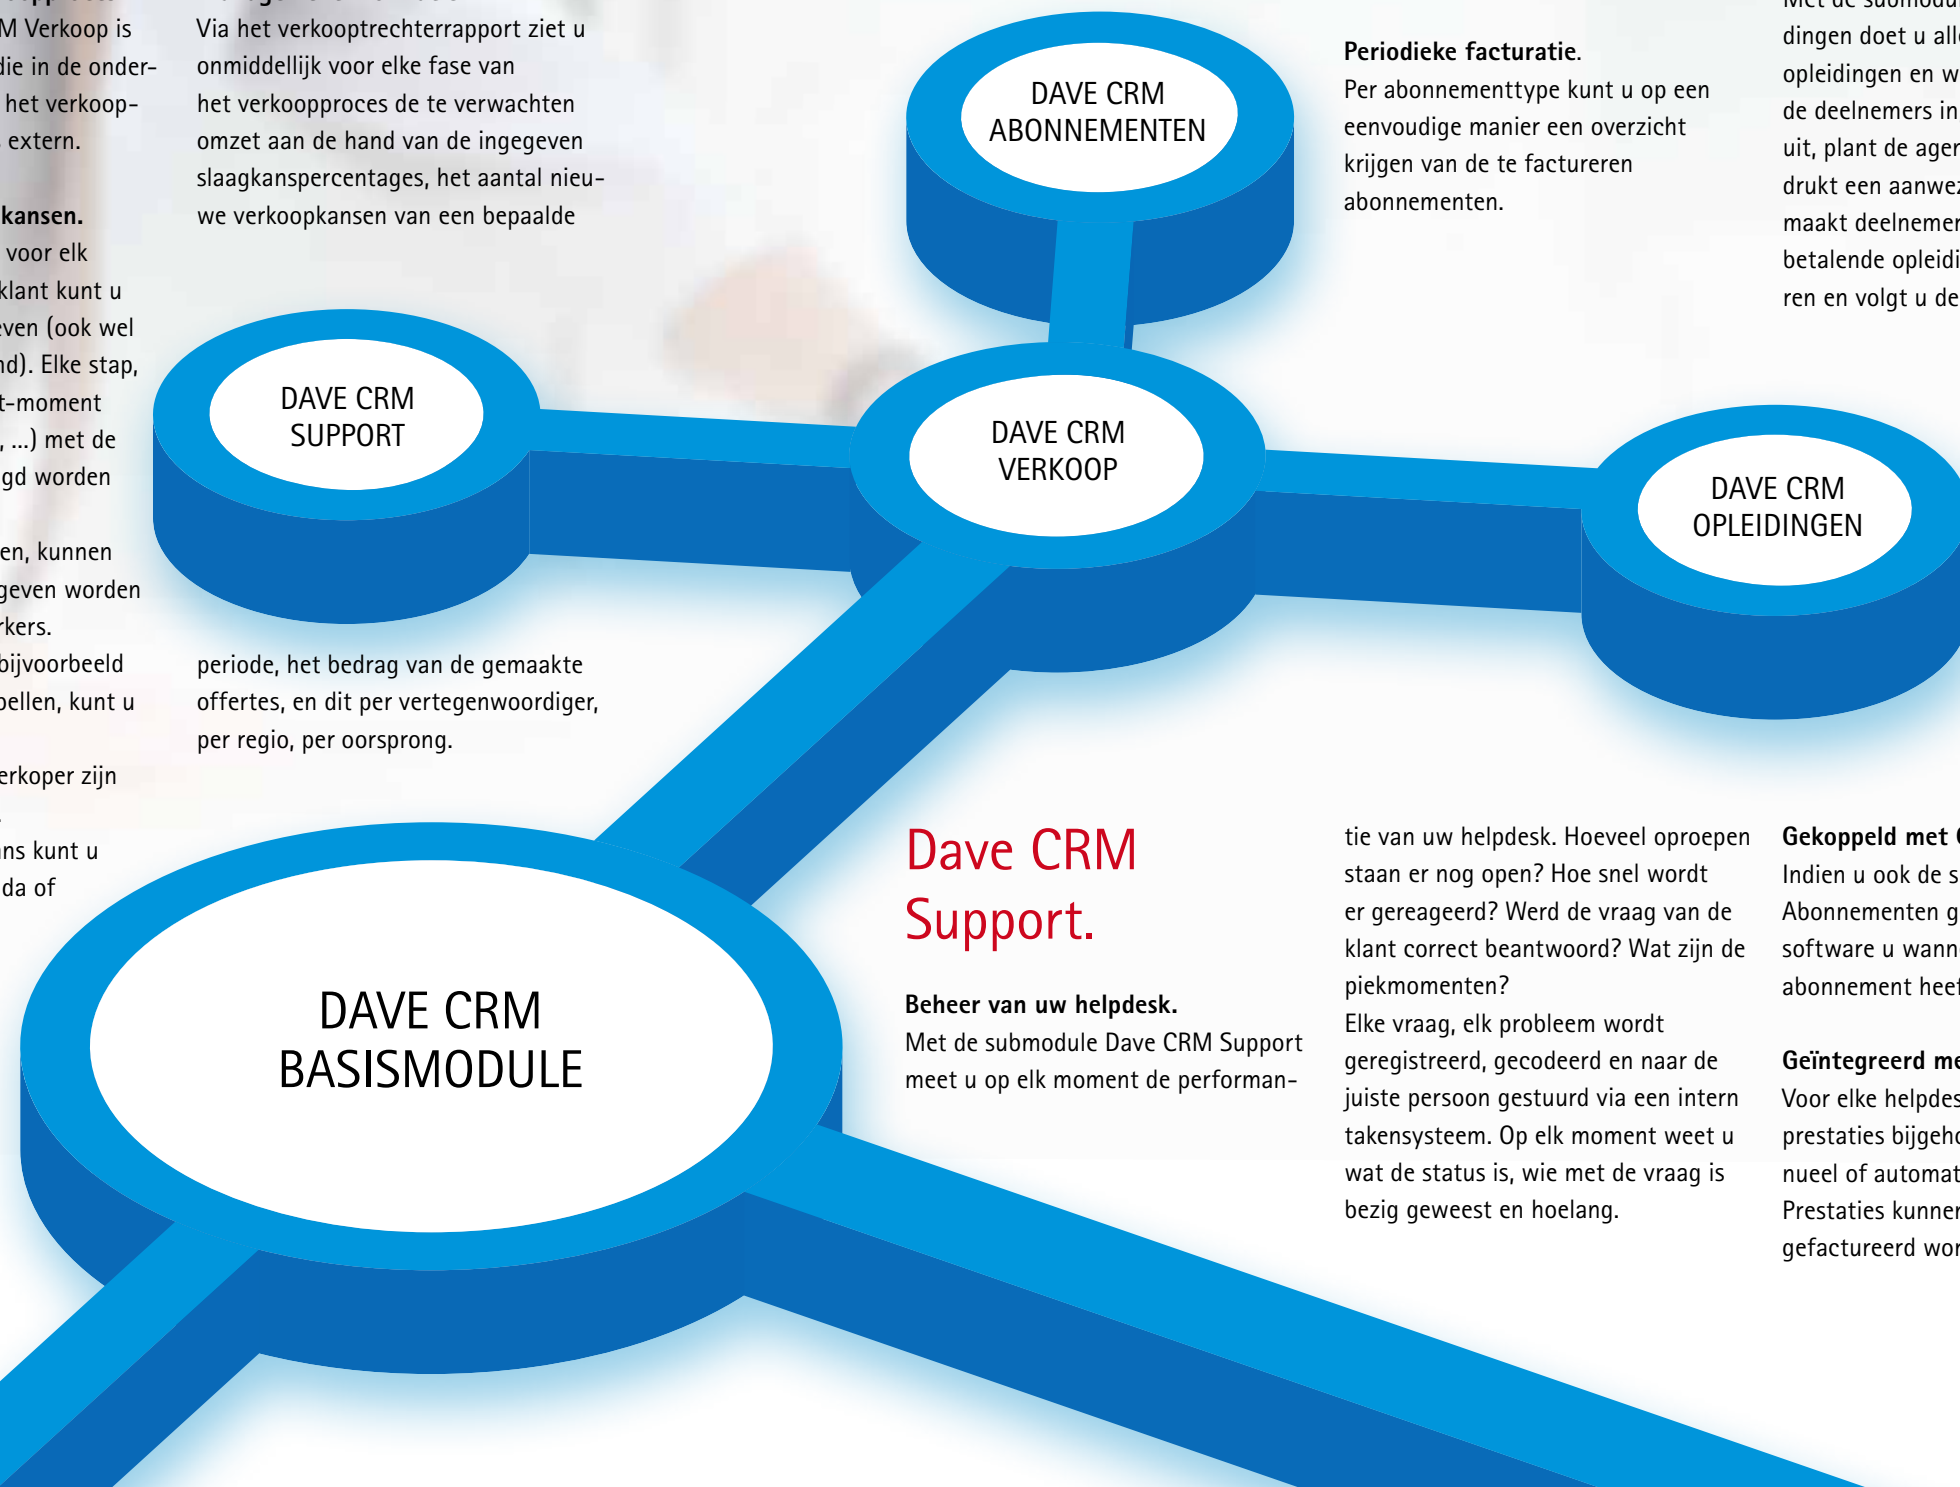 M Verkoop is
die in de onder-
het verkoop-
extern.
kansen.
voor elk
klant kunt u
even (ook wel
nd). Elke stap,
t-moment
, ...) met de
gd worden
en, kunnen
geven worden
rkers.
bijvoorbeeld
bellen, kunt u
erkoper zijn
ns kunt u
da of
Via het verkooptrechterrapport ziet u
onmiddellijk voor elke fase van
het verkoopproces de te verwachten
omzet aan de hand van de ingegeven
slaagkanspercentages, het aantal nieu-
we verkoopkansen van een bepaalde
periode, het bedrag van de gemaakte
offertes, en dit per vertegenwoordiger,
per regio, per oorsprong.
DAVE CRM
ABONNEMENTEN
DAVE CRM
SUPPORT
DAVE CRM
VERKOOP
DAVE CRM
OPLEIDINGEN
DAVE CRM
BASISMODULE
Dave CRM
Support.
Beheer van uw helpdesk.
Met de submodule Dave CRM Support
meet u op elk moment de performan-
Periodieke facturatie.
Per abonnementtype kunt u op een
eenvoudige manier een overzicht
krijgen van de te factureren
abonnementen.
tie van uw helpdesk. Hoeveel oproepen
staan er nog open? Hoe snel wordt
er gereageerd? Werd de vraag van de
klant correct beantwoord? Wat zijn de
piekmomenten?
Elke vraag, elk probleem wordt
geregistreerd, gecodeerd en naar de
juiste persoon gestuurd via een intern
takensysteem. Op elk moment weet u
wat de status is, wie met de vraag is
bezig geweest en hoelang.
Met de submodu
dingen doet u all
opleidingen en w
de deelnemers in
uit, plant de age
drukt een aanwe
maakt deelneme
betalende opleidi
ren en volgt u de
Gekoppeld met
Indien u ook de s
Abonnementen g
software u wann
abonnement heef
Geïntegreerd me
Voor elke helpdes
prestaties bijgeho
nueel of automat
Prestaties kunner
gefactureerd wor